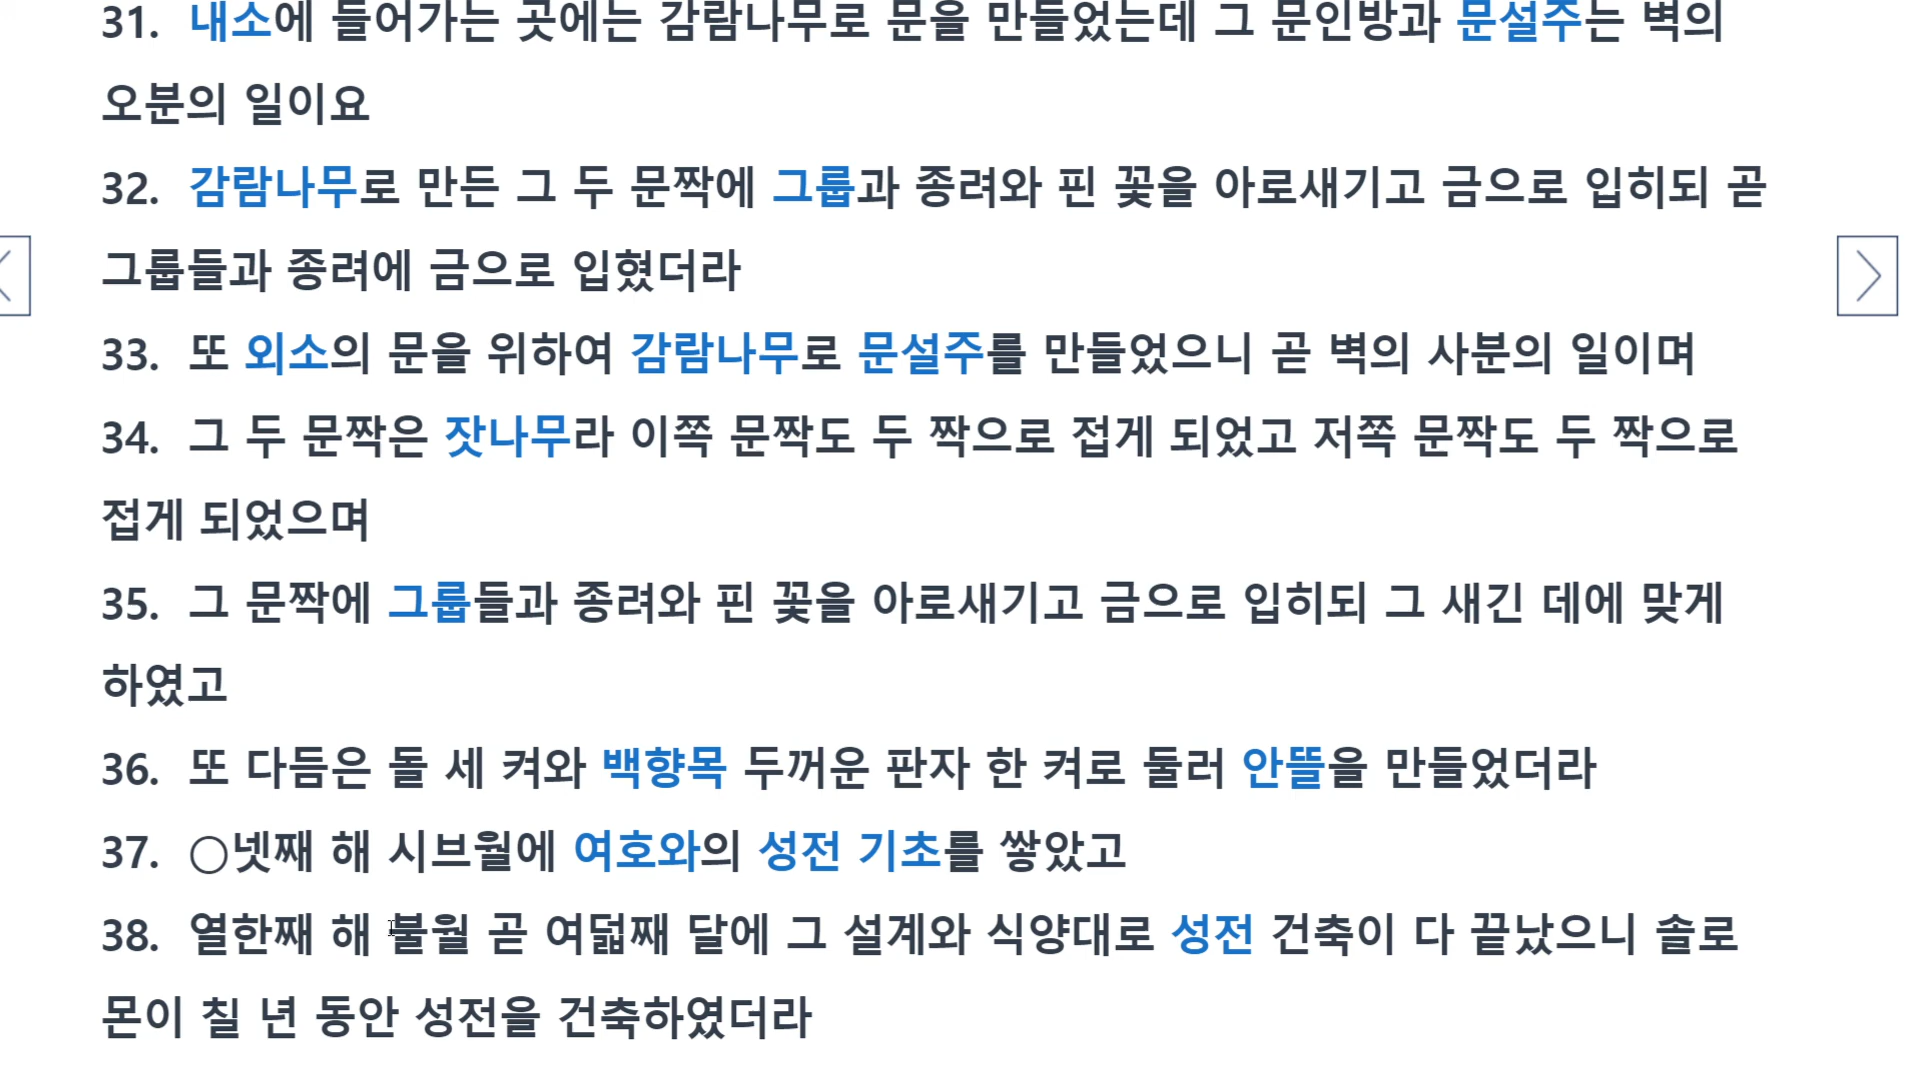 31. 내소에 들어가는 곳에는 감람나무로 문을 만들었는데 그 문인방과 문설주는 벽의
오분의 일이요
32. 감람나무로 만든 그 두 문짝에 그룹과 종려와 핀 꽃을 아로새기고 금으로 입히되 곧
그룹들과 종려에 금으로 입혔더라
33. 또 외소의 문을 위하여 감람나무로 문설주를 만들었으니 곧 벽의 사분의 일이며
34. 그 두 문짝은 잣나무라 이쪽 문짝도 두 짝으로 접게 되었고 저쪽 문짝도 두 짝으로
접게 되었으며
35. 그 문짝에 그룹들과 종려와 핀 꽃을 아로새기고 금으로 입히되 그 새긴 데에 맞게
하였고
36. 또 다듬은 돌 세 켜와 백향목 두꺼운 판자 한 켜로 둘러 안뜰을 만들었더라
37. ○넷째 해 시브월에 여호와의 성전 기초를 쌓았고
38. 열한째 해 불월 곧 여덟째 달에 그 설계와 식양대로 성전 건축이 다 끝났으니 솔로
몬이 칠 년 동안 성전을 건축하였더라